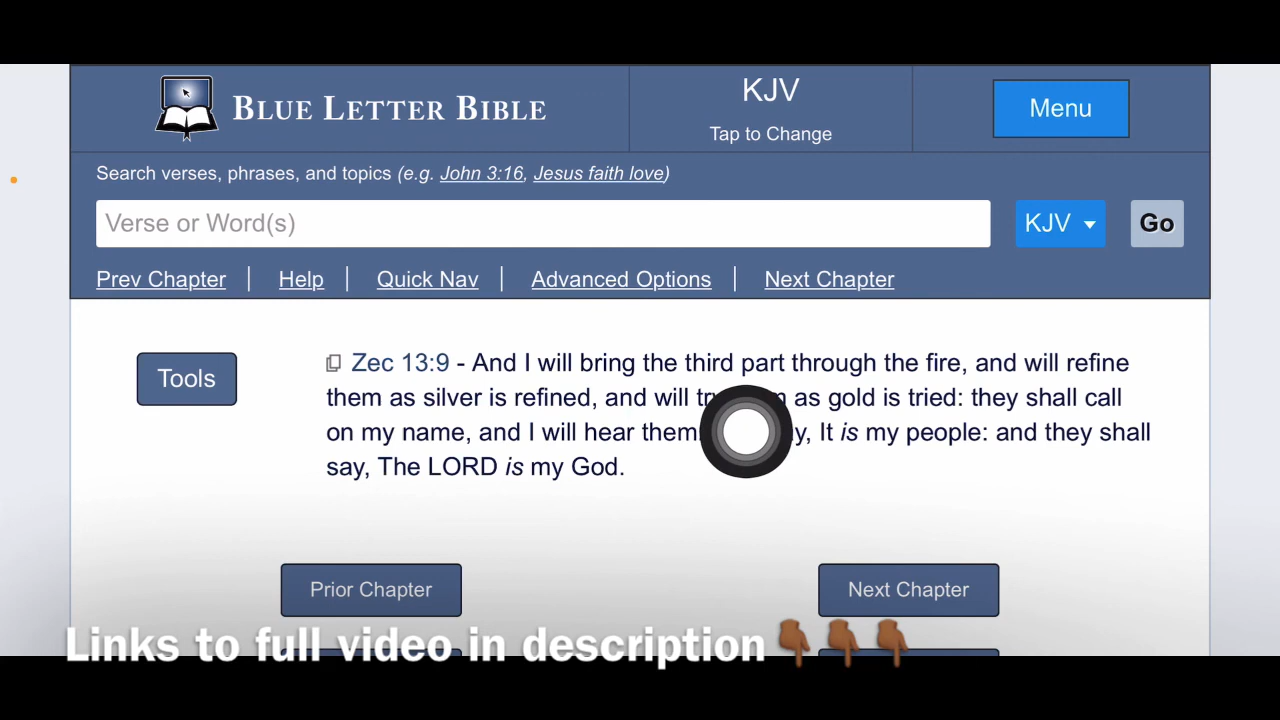 BLUE LETTER BIBLE
KJV
Tap to Change
Menu
Search verses, phrases, and topics (e.g. John 3:16, Jesus faith love)
Verse or Word(s)
KJV
Go
Prev Chapter | Help | Quick Nav | Advanced Options | Next Chapter
Tools
Zec 13:9 - And I will bring the third part through the fire, and will refine
them as silver is refined, and will as gold is tried: they shall call
on my name, and I will hear them: It is my people: and they shall
say, The LORD is my God.
Prior Chapter
Next Chapter
Links to full video in description👇🏾👇🏾👇🏾